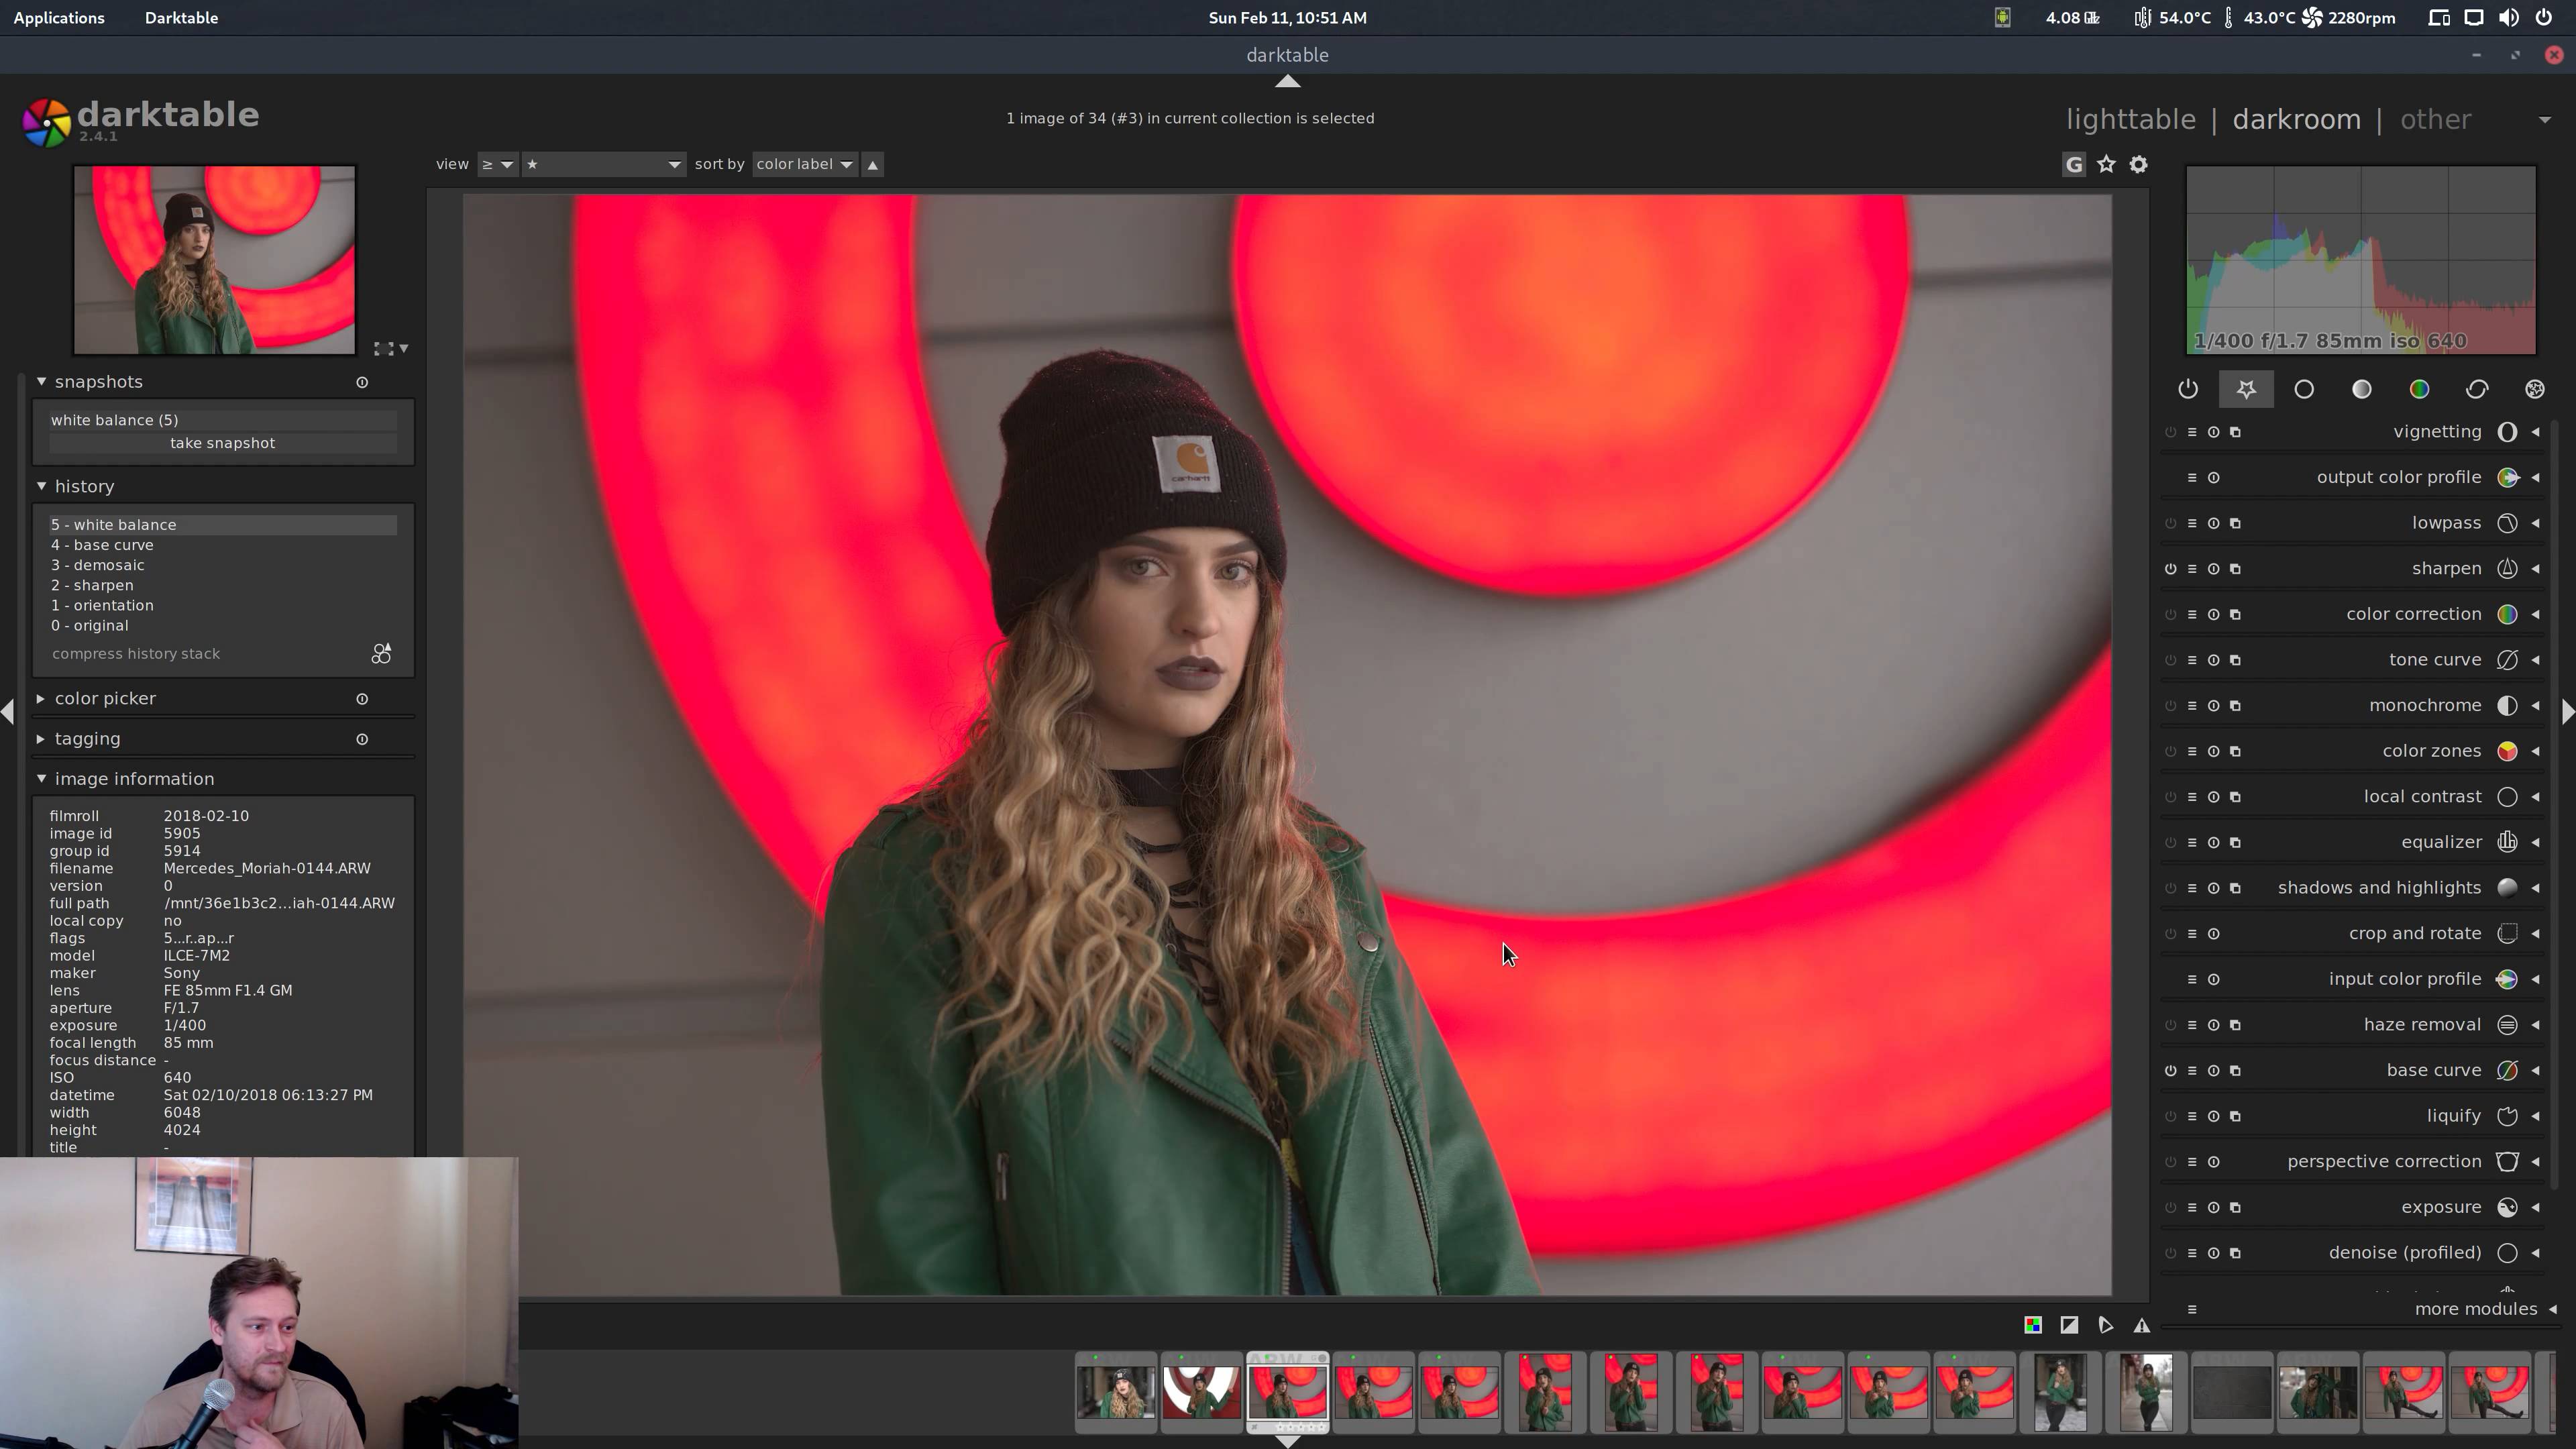 Applications Darktable Sun Feb 11, 10:51 AM 4.08 GHz 54.0°C 43.0°C 2280rpm
darktable
darktable
2.4.1
1 image of 34 (#3) in current collection is selected
lighttable | darkroom | other
view ≥ ★ sort by color label
G
1/400 f/1.7 85mm iso 640
snapshots
white balance (5)
take snapshot
history
5 - white balance
4 - base curve
3 - demosaic
2 - sharpen
1 - orientation
0 - original
compress history stack
color picker
tagging
image information
filmroll 2018-02-10
image id 5905
group id 5914
filename Mercedes_Moriah-0144.ARW
version 0
full path /mnt/36e1b3c2...iah-0144.ARW
local copy no
flags 5...r..ap...r
model ILCE-7M2
maker Sony
lens FE 85mm F1.4 GM
aperture F/1.7
exposure 1/400
focal length 85 mm
focus distance -
ISO 640
datetime Sat 02/10/2018 06:13:27 PM
width 6048
height 4024
title -
carhartt
vignetting
output color profile
lowpass
sharpen
color correction
tone curve
monochrome
color zones
local contrast
equalizer
shadows and highlights
crop and rotate
input color profile
haze removal
base curve
liquify
perspective correction
exposure
denoise (profiled)
more modules